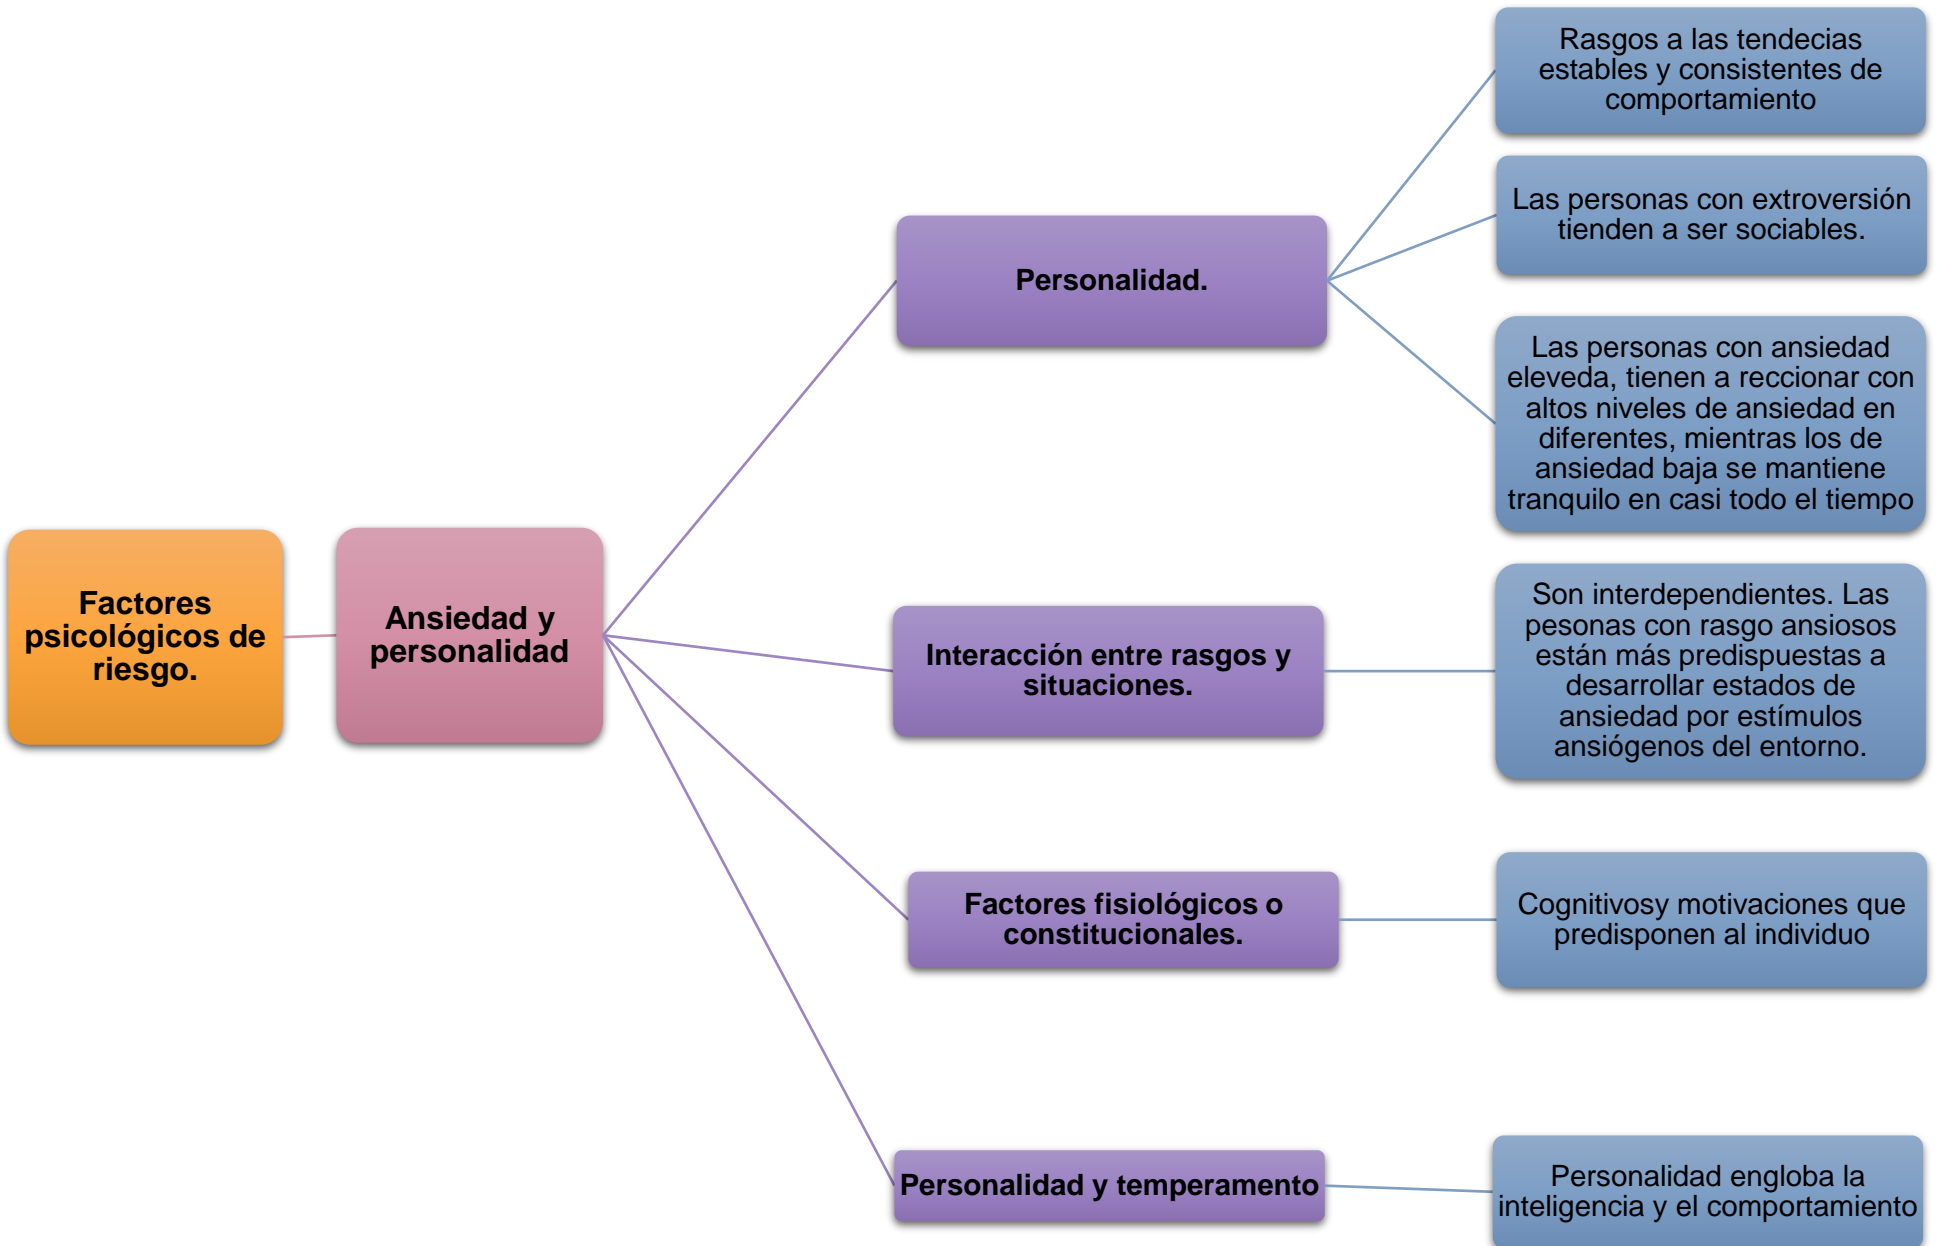 Factores
psicológicos de
riesgo.
Ansiedad y
personalidad
Personalidad.
Rasgos a las tendecias
estables y consistentes de
comportamiento
Las personas con extroversión
tienden a ser sociables.
Las personas con ansiedad
eleveda, tienen a reccionar con
altos niveles de ansiedad en
diferentes, mientras los de
ansiedad baja se mantiene
tranquilo en casi todo el tiempo
Interacción entre rasgos y
situaciones.
Son interdependientes. Las
pesonas con rasgo ansiosos
están más predispuestas a
desarrollar estados de
ansiedad por estímulos
ansiógenos del entorno.
Factores fisiológicos o
constitucionales.
Cognitivosy motivaciones que
predisponen al individuo
Personalidad y temperamento
Personalidad engloba la
inteligencia y el comportamiento